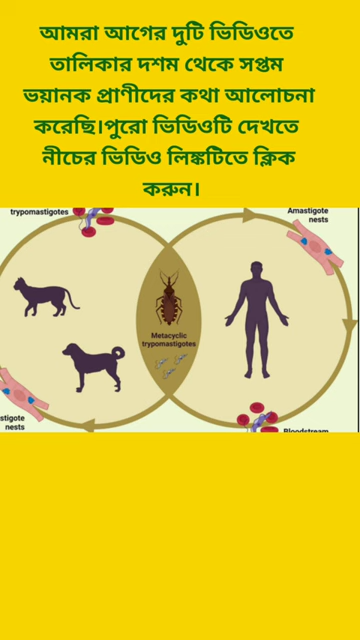 আমরা আগের দুটি ভিডিওতে
তালিকার দশম থেকে সপ্তম
ভয়ানক প্রাণীদের কথা আলোচনা
করেছি।পুরো ভিডিওটি দেখতে
নীচের ভিডিও লিঙ্কটিতে ক্লিক
করুন।
trypomastigotes
Amastigote
nests
Metacyclic
trypomastigotes
stigote
nests
Bloodstream